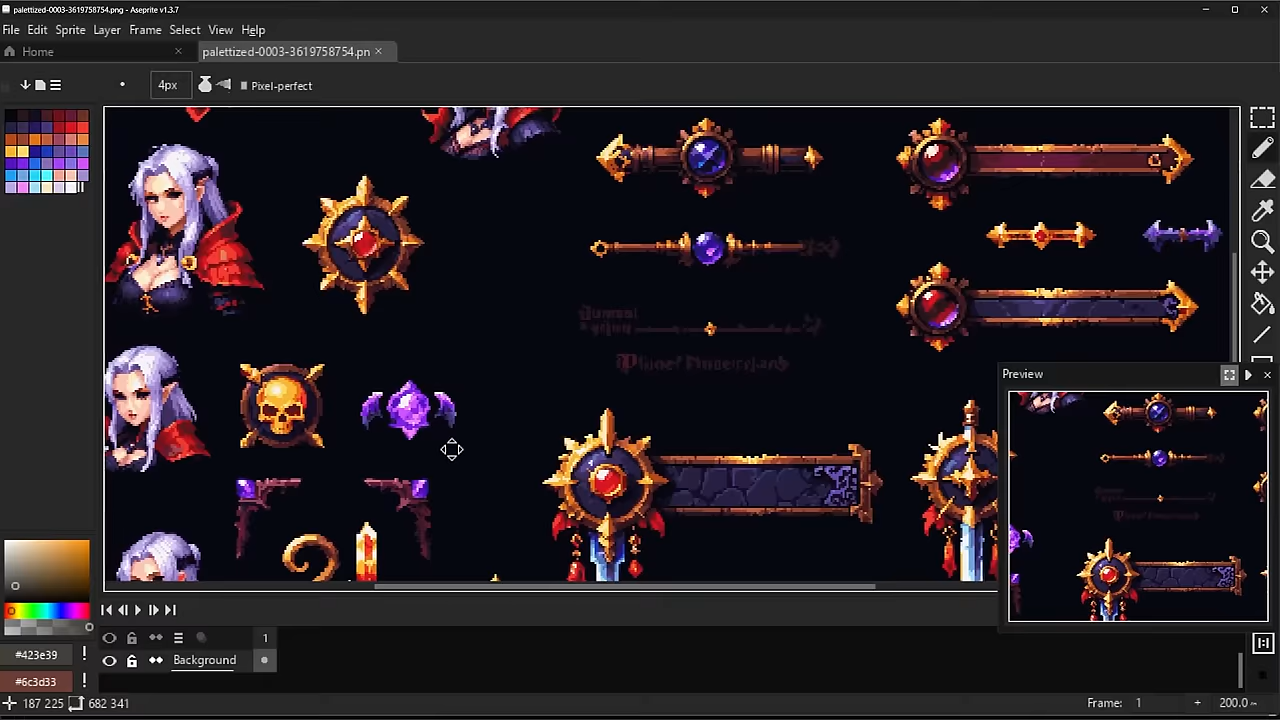 palettized-0003-3619758754.png - Aseprite v1.3.7
File Edit Sprite Layer Frame Select View Help
Home
palettized-0003-3619758754.pn
4px
Pixel-perfect
Preview
1
Background
#423e39
#6c3d33
187 225 682 341
Frame: 1
200.0